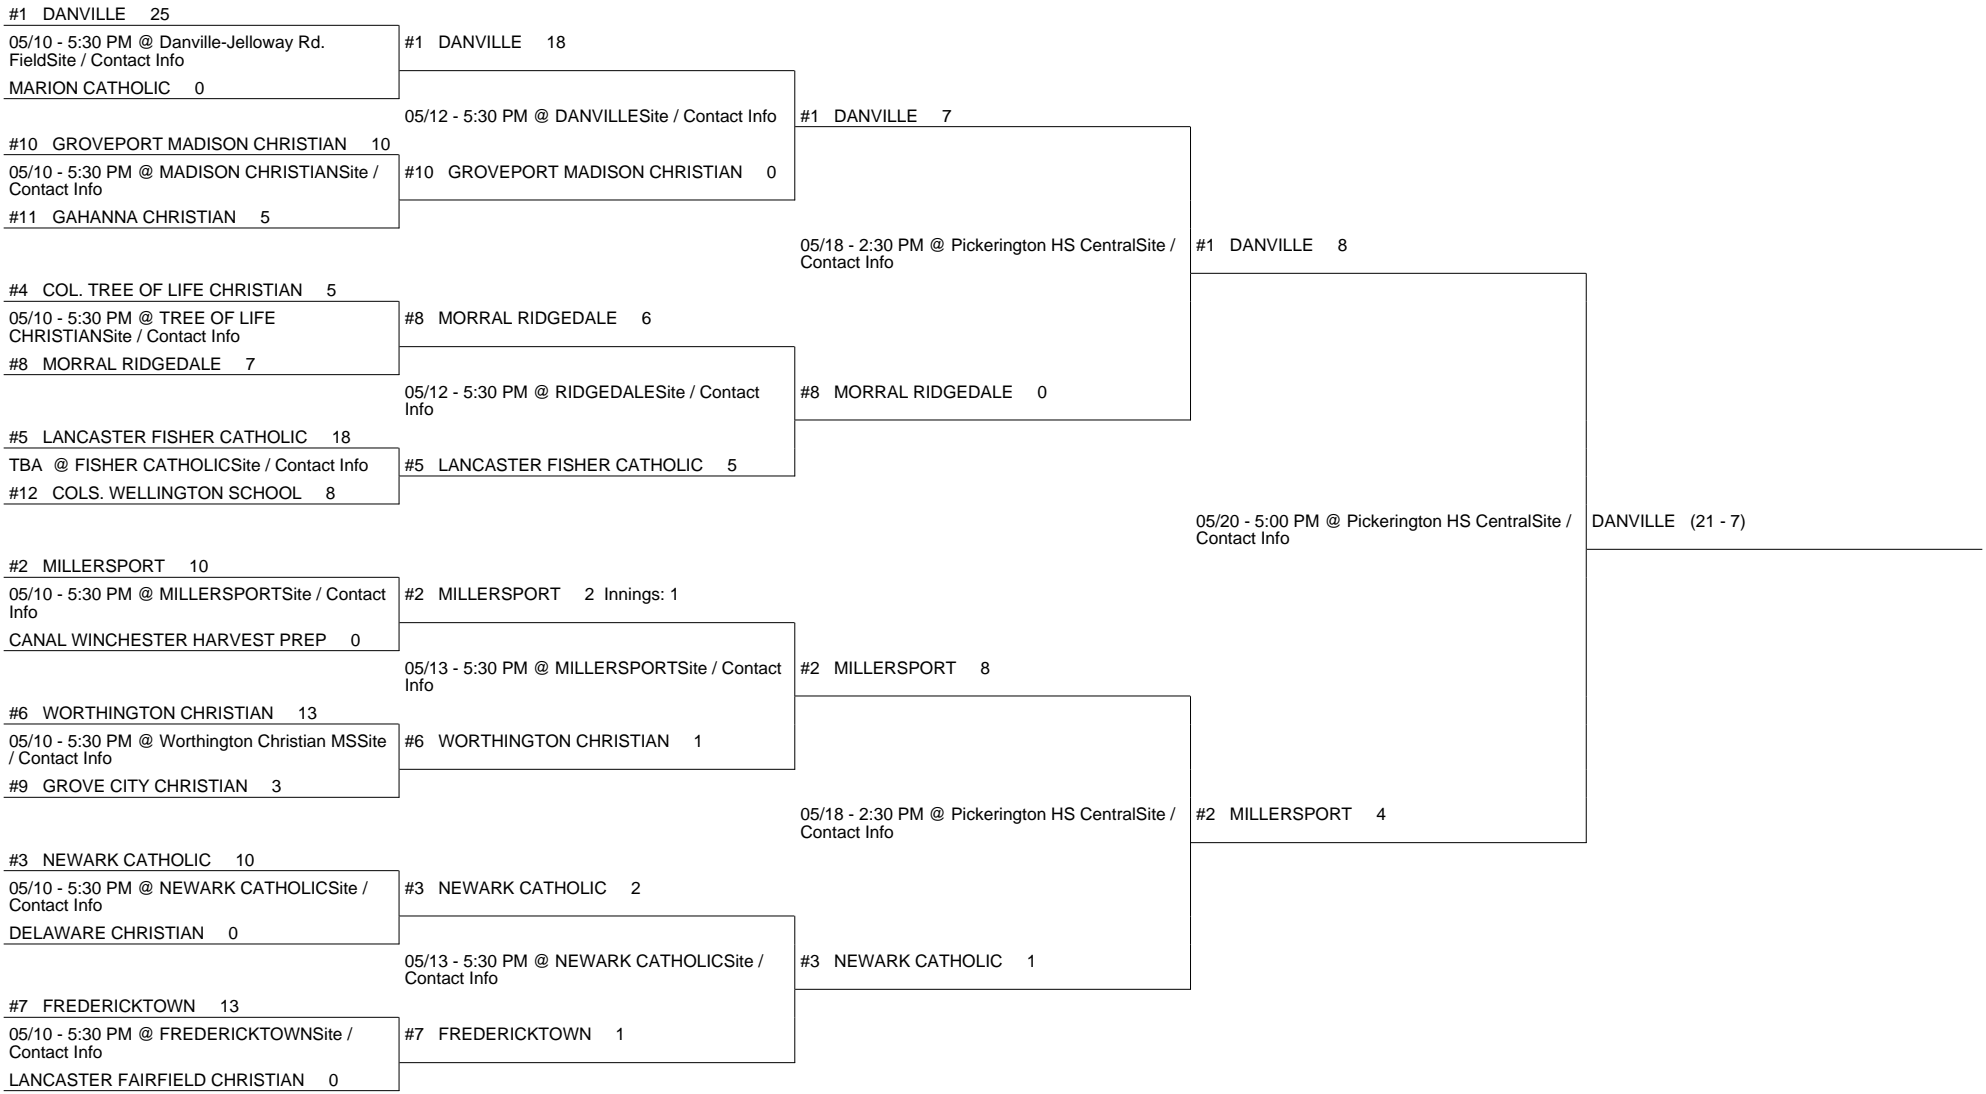 #1 DANVILLE 25
05/10 - 5:30 PM @ Danville-Jelloway Rd.
FieldSite / Contact Info
MARION CATHOLIC 0
#10 GROVEPORT MADISON CHRISTIAN 10
05/10 - 5:30 PM @ MADISON CHRISTIANSite /
Contact Info
#11 GAHANNA CHRISTIAN 5
#4 COL. TREE OF LIFE CHRISTIAN 5
05/10 - 5:30 PM @ TREE OF LIFE
CHRISTIANSite / Contact Info
#8 MORRAL RIDGEDALE 7
#5 LANCASTER FISHER CATHOLIC 18
TBA @ FISHER CATHOLICSite / Contact Info
#12 COLS. WELLINGTON SCHOOL 8
#2 MILLERSPORT 10
05/10 - 5:30 PM @ MILLERSPORTSite / Contact
Info
CANAL WINCHESTER HARVEST PREP 0
#6 WORTHINGTON CHRISTIAN 13
05/10 - 5:30 PM @ Worthington Christian MSSite
/ Contact Info
#9 GROVE CITY CHRISTIAN 3
#3 NEWARK CATHOLIC 10
05/10 - 5:30 PM @ NEWARK CATHOLICSite /
Contact Info
DELAWARE CHRISTIAN 0
#7 FREDERICKTOWN 13
05/10 - 5:30 PM @ FREDERICKTOWNSite /
Contact Info
LANCASTER FAIRFIELD CHRISTIAN 0
#1 DANVILLE 18
05/12 - 5:30 PM @ DANVILLESite / Contact Info
#10 GROVEPORT MADISON CHRISTIAN 0
#8 MORRAL RIDGEDALE 6
05/12 - 5:30 PM @ RIDGEDALESite / Contact
Info
#5 LANCASTER FISHER CATHOLIC 5
#2 MILLERSPORT 2 Innings: 1
05/13 - 5:30 PM @ MILLERSPORTSite / Contact
Info
#6 WORTHINGTON CHRISTIAN 1
#3 NEWARK CATHOLIC 2
05/13 - 5:30 PM @ NEWARK CATHOLICSite /
Contact Info
#7 FREDERICKTOWN 1
#1 DANVILLE 7
05/18 - 2:30 PM @ Pickerington HS CentralSite /
Contact Info
#8 MORRAL RIDGEDALE 0
#2 MILLERSPORT 8
05/18 - 2:30 PM @ Pickerington HS CentralSite /
Contact Info
#3 NEWARK CATHOLIC 1
#1 DANVILLE 8
05/20 - 5:00 PM @ Pickerington HS CentralSite /
Contact Info
#2 MILLERSPORT 4
DANVILLE (21 - 7)